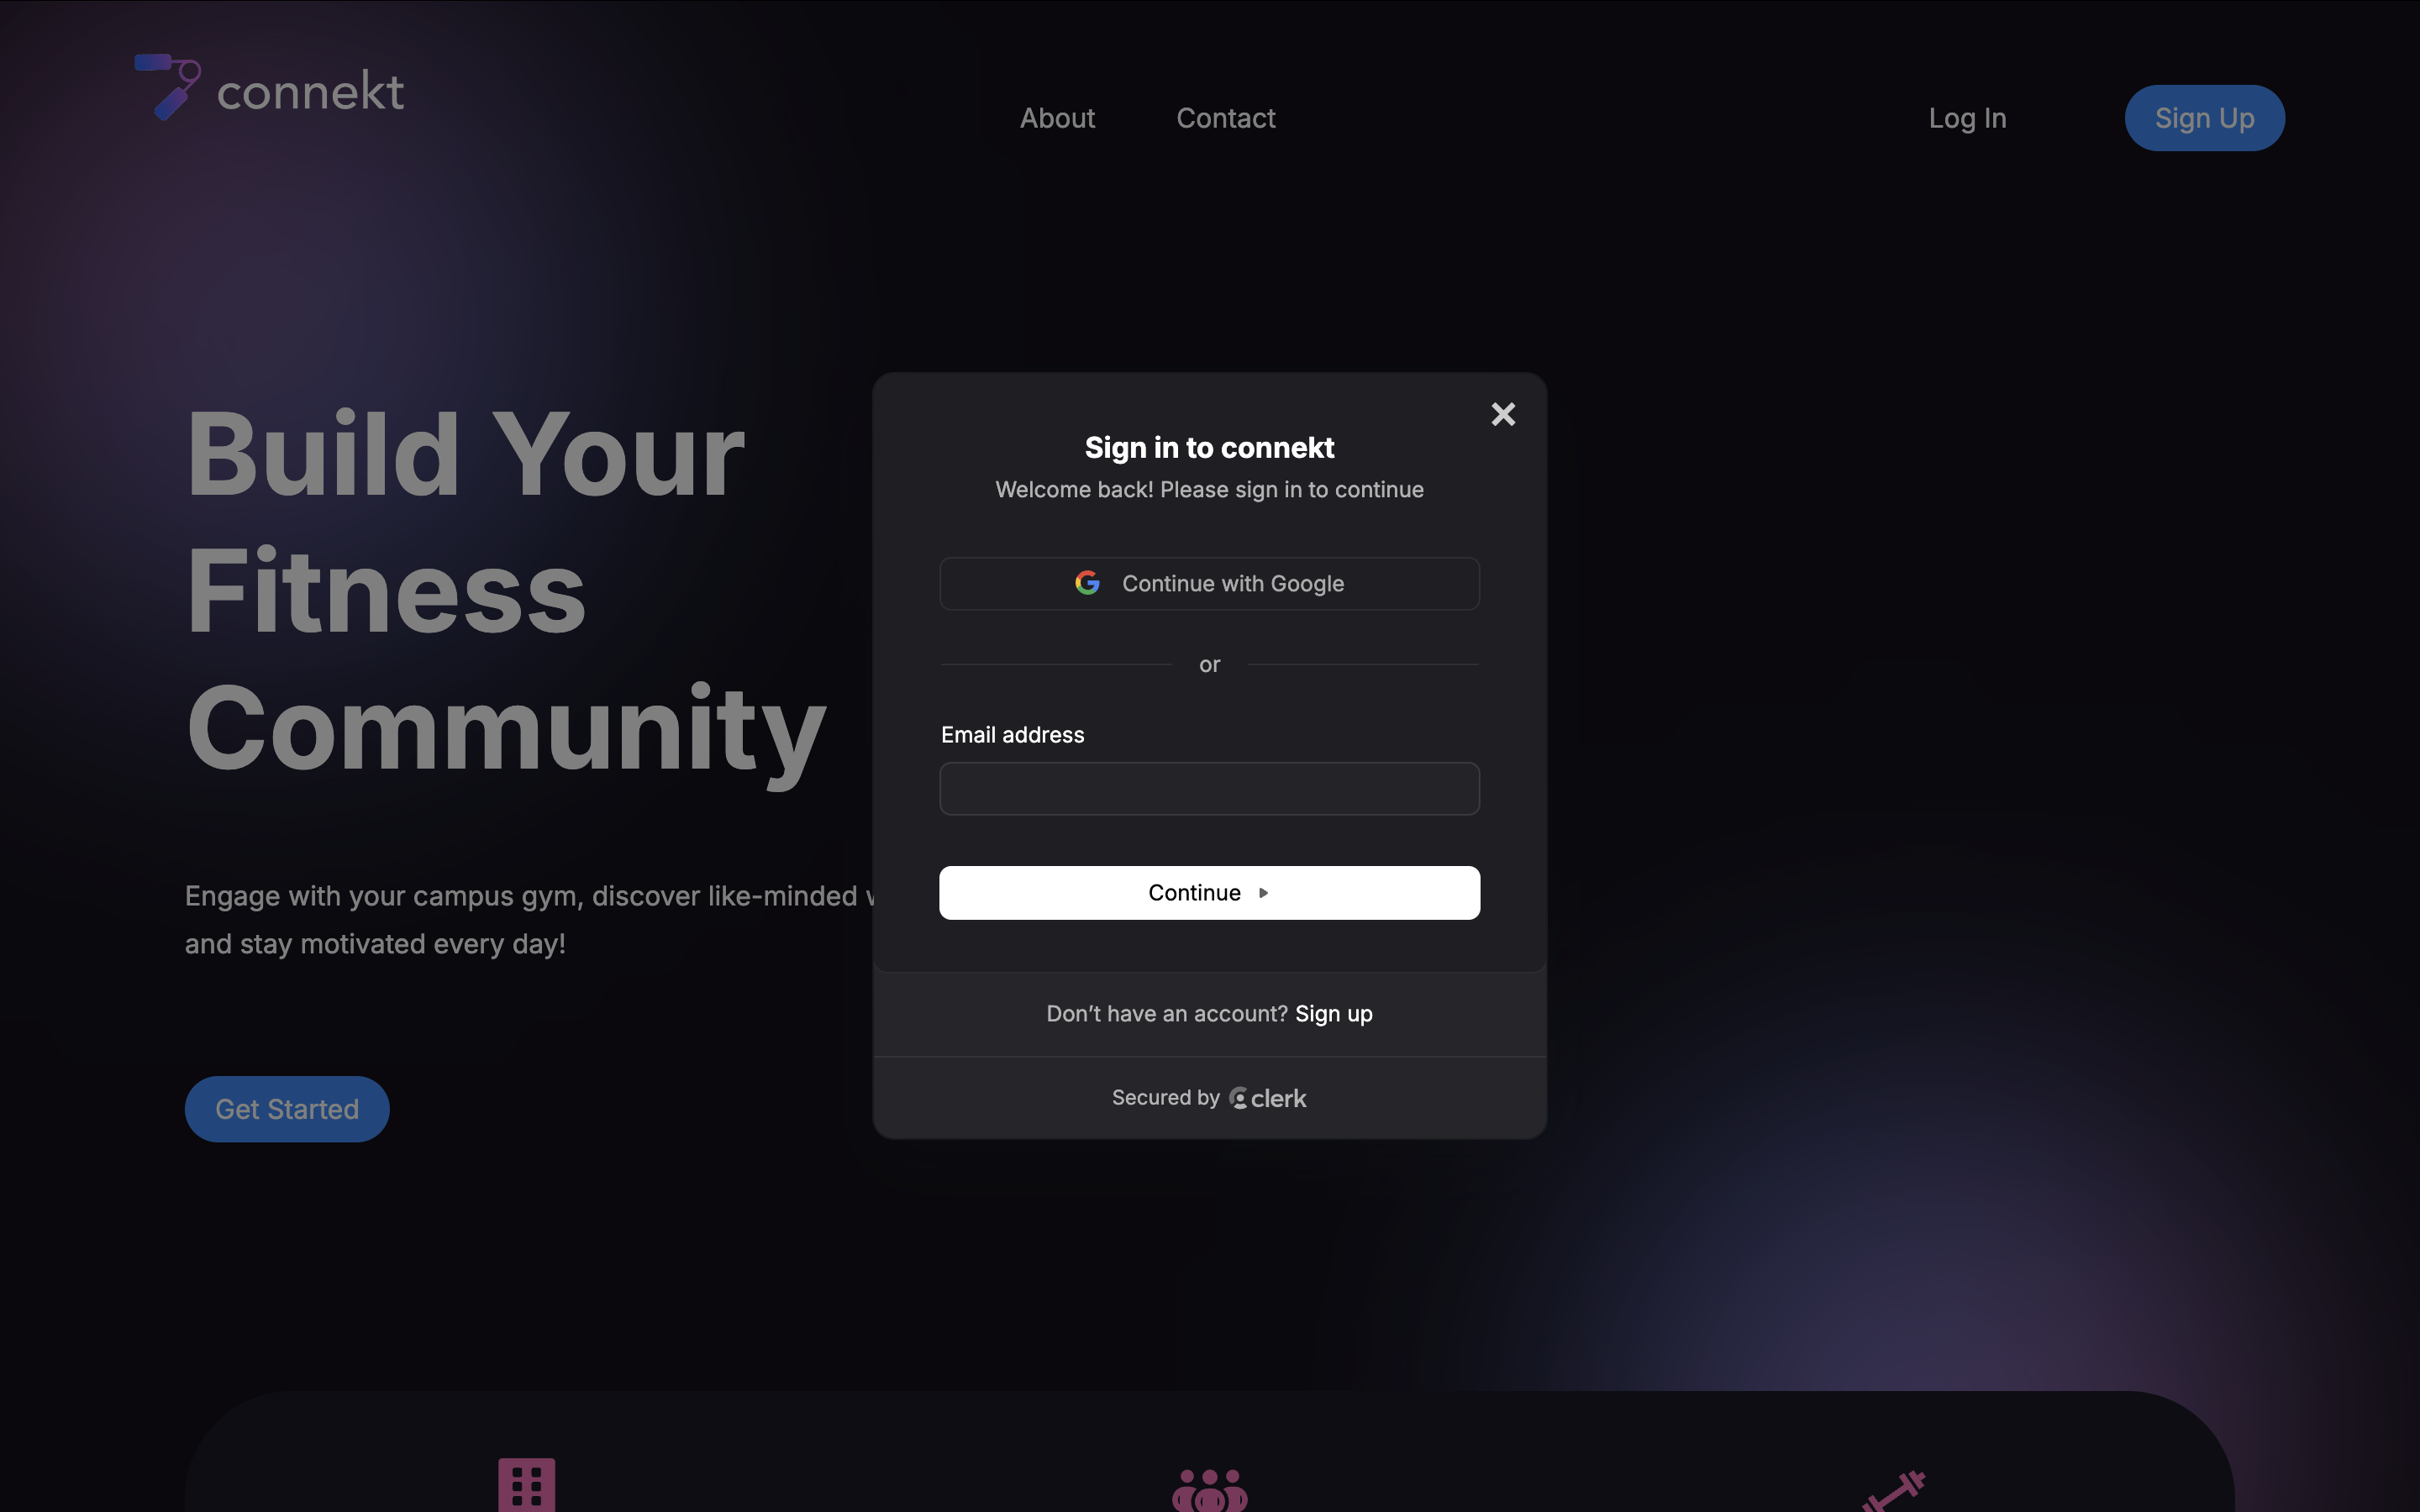 connekt
About
Contact
Log In
Sign Up
Build Your
Fitness
Community
Engage with your campus gym, discover like-minded
and stay motivated every day!
Get Started
Sign in to connekt
Welcome back! Please sign in to continue
Continue with Google
or
Email address
Continue
Don’t have an account? Sign up
Secured by clerk